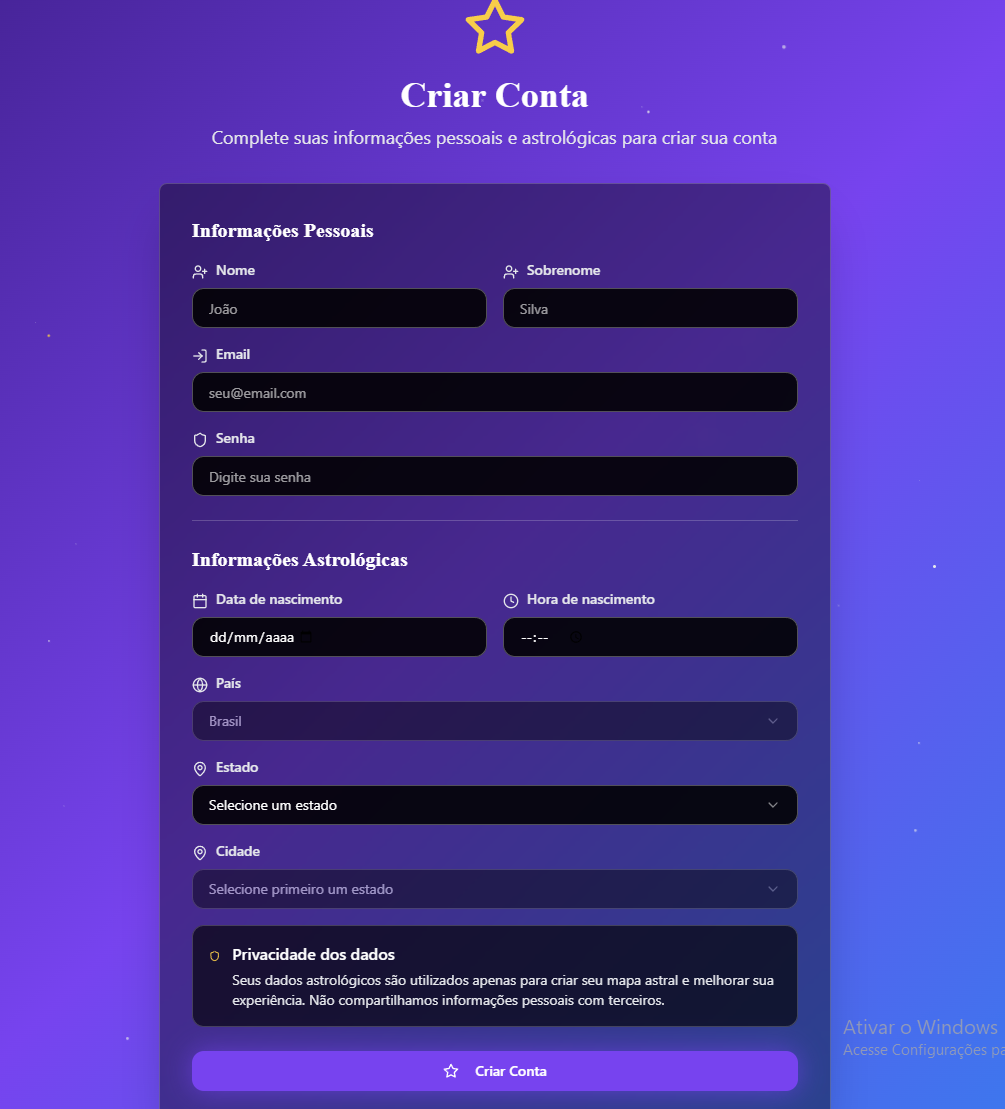 Criar Conta
Complete suas informações pessoais e astrológicas para criar sua conta
Informações Pessoais
Nome
Sobrenome
João
Silva
Email
seu@email.com
Senha
Digite sua senha
Informações Astrológicas
Data de nascimento
Hora de nascimento
dd/mm/aaaa
--:--
País
Brasil
Estado
Selecione um estado
Cidade
Selecione primeiro um estado
Privacidade dos dados
Seus dados astrológicos são utilizados apenas para criar seu mapa astral e melhorar sua
experiência. Não compartilhamos informações pessoais com terceiros.
Ativar o Windows
Acesse Configurações pa
Criar Conta